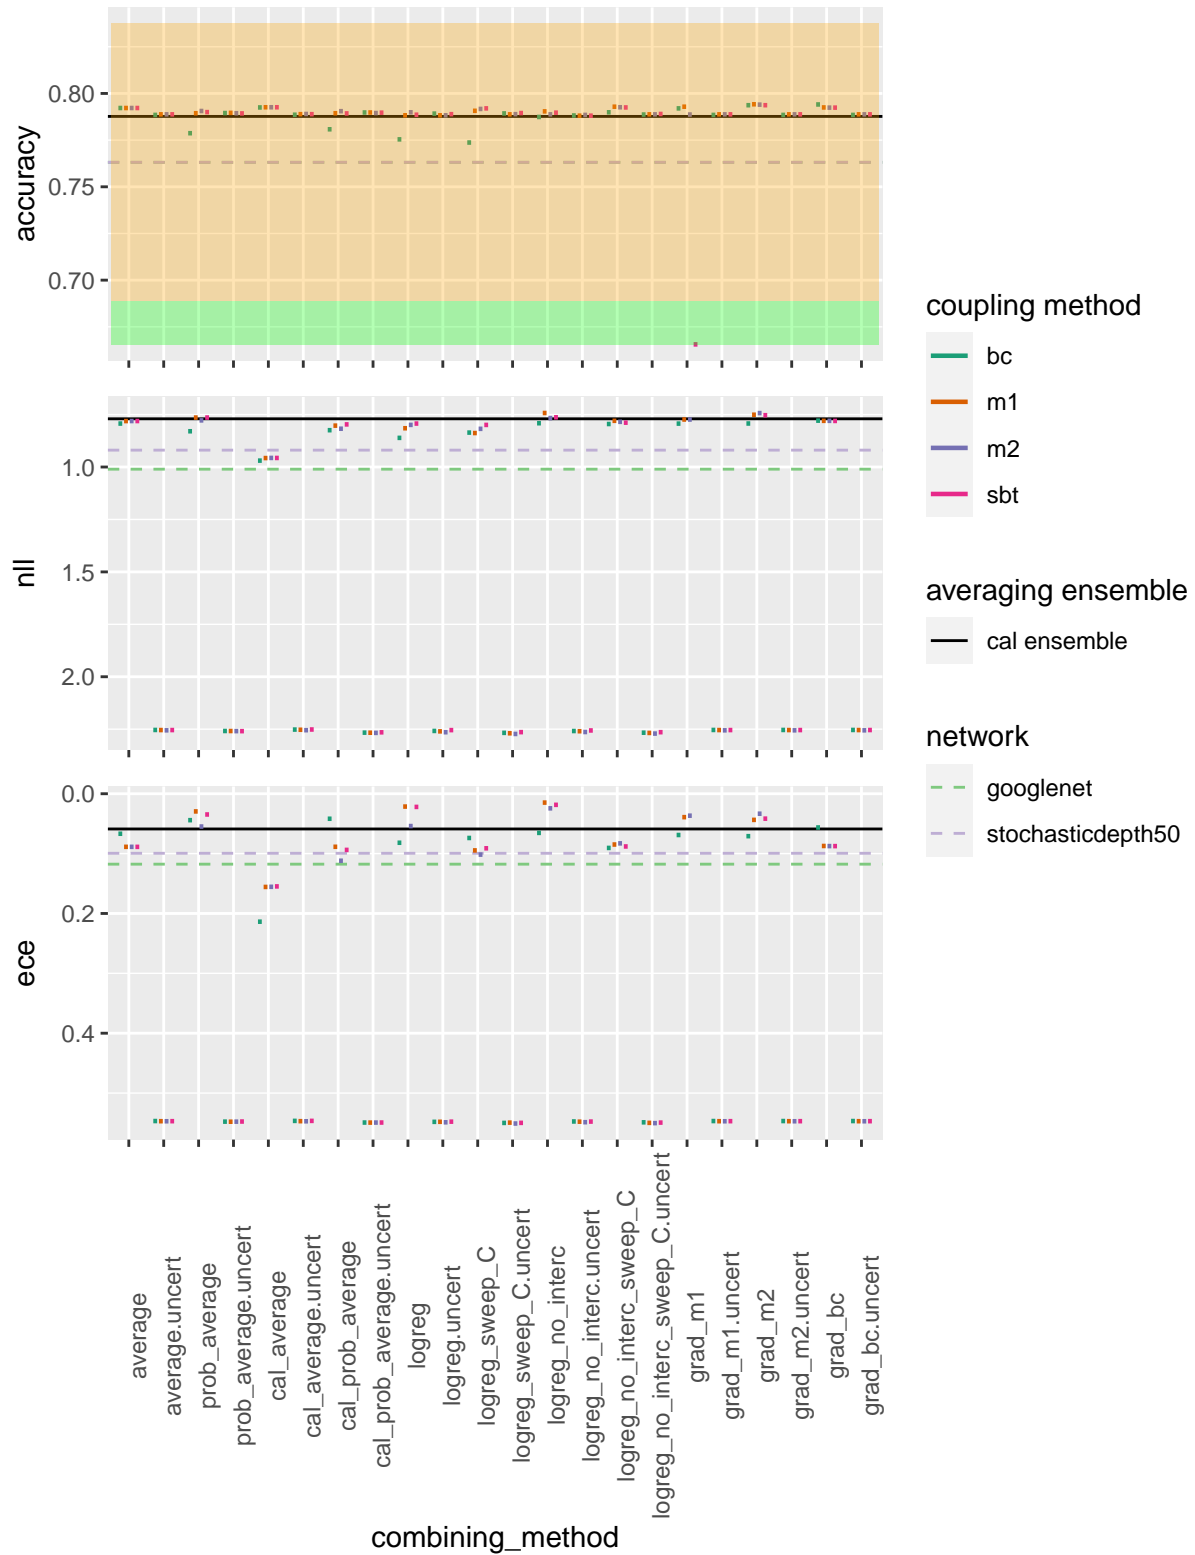 accuracy
0.80
0.75
0.70
nll
1.0
1.5
2.0
ece
0.0
0.2
0.4
average
average.uncert
prob_average
prob_average.uncert
cal_average
cal_average.uncert
cal_prob_average
cal_prob_average.uncert
logreg
logreg.uncert
logreg_sweep_C
logreg_sweep_C.uncert
logreg_no_interc
logreg_no_interc.uncert
logreg_no_interc_sweep_C
logreg_no_interc_sweep_C.uncert
grad_m1
grad_m1.uncert
grad_m2
grad_m2.uncert
grad_bc
grad_bc.uncert
combining_method
coupling method
bc
m1
m2
sbt
averaging ensemble
cal ensemble
network
googlenet
stochasticdepth50